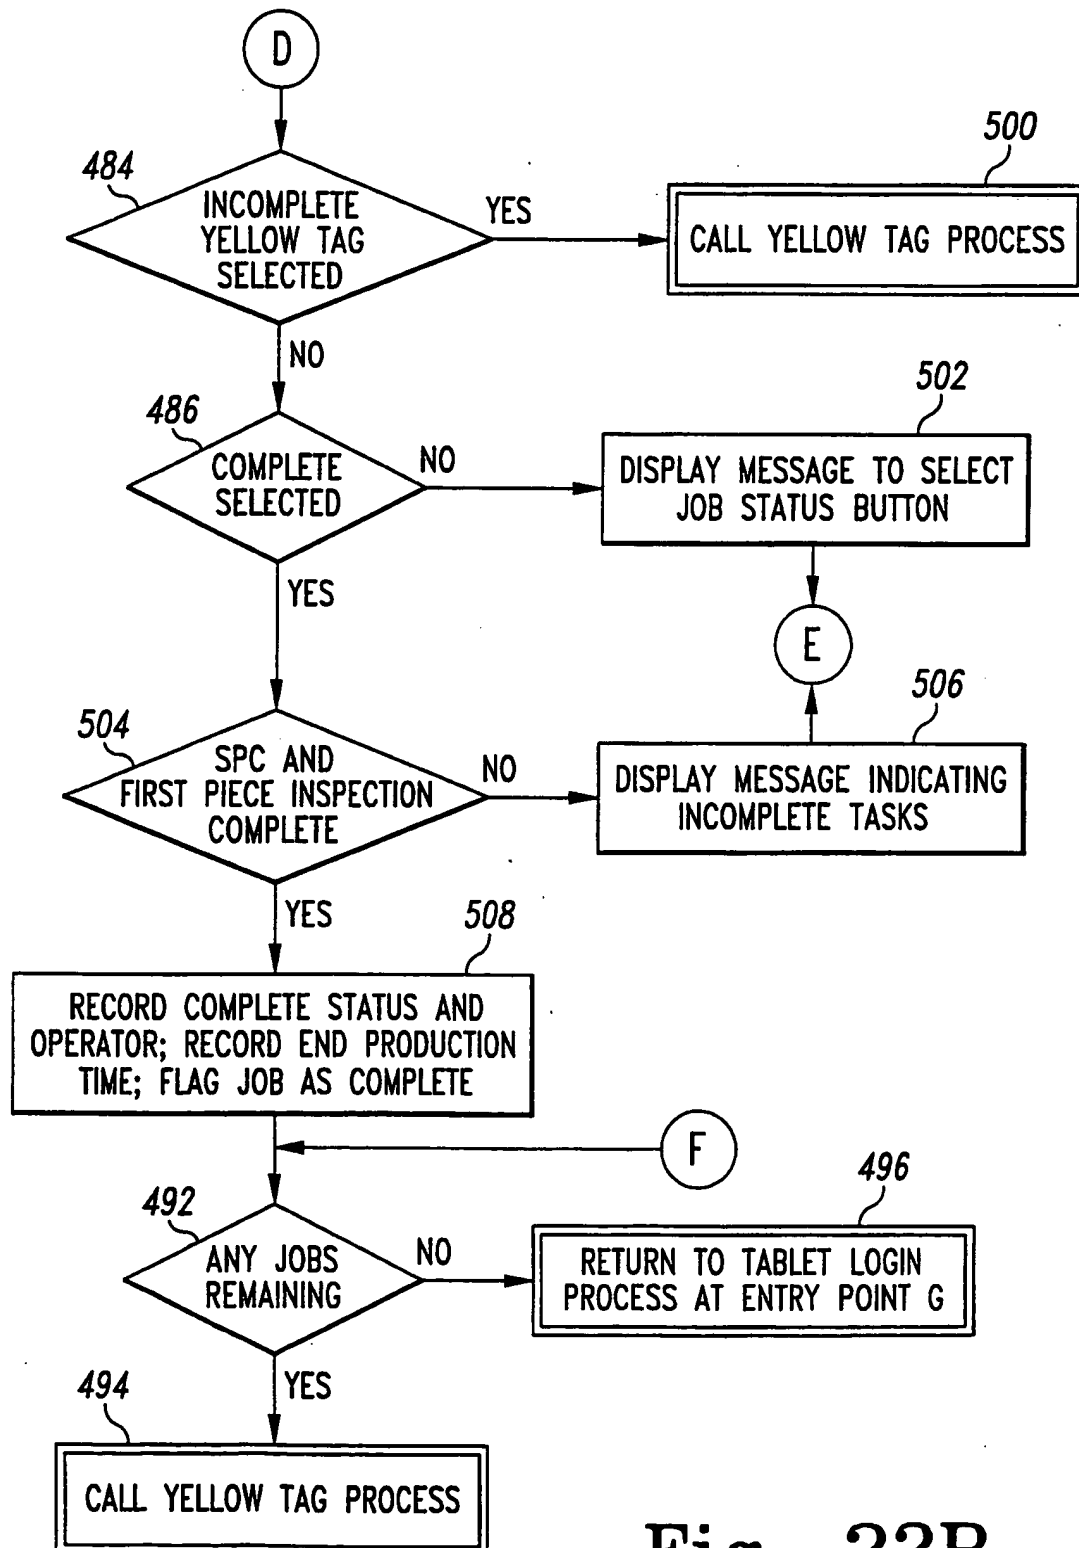 D
484
INCOMPLETE
YELLOW TAG
SELECTED
YES
500
CALL YELLOW TAG PROCESS
NO
486
COMPLETE
SELECTED
NO
502
DISPLAY MESSAGE TO SELECT
JOB STATUS BUTTON
YES
E
504
SPC AND
FIRST PIECE INSPECTION
COMPLETE
NO
506
DISPLAY MESSAGE INDICATING
INCOMPLETE TASKS
YES
508
RECORD COMPLETE STATUS AND
OPERATOR; RECORD END PRODUCTION
TIME; FLAG JOB AS COMPLETE
F
492
ANY JOBS
REMAINING
NO
496
RETURN TO TABLET LOGIN
PROCESS AT ENTRY POINT G
YES
494
CALL YELLOW TAG PROCESS
Fig. 22B